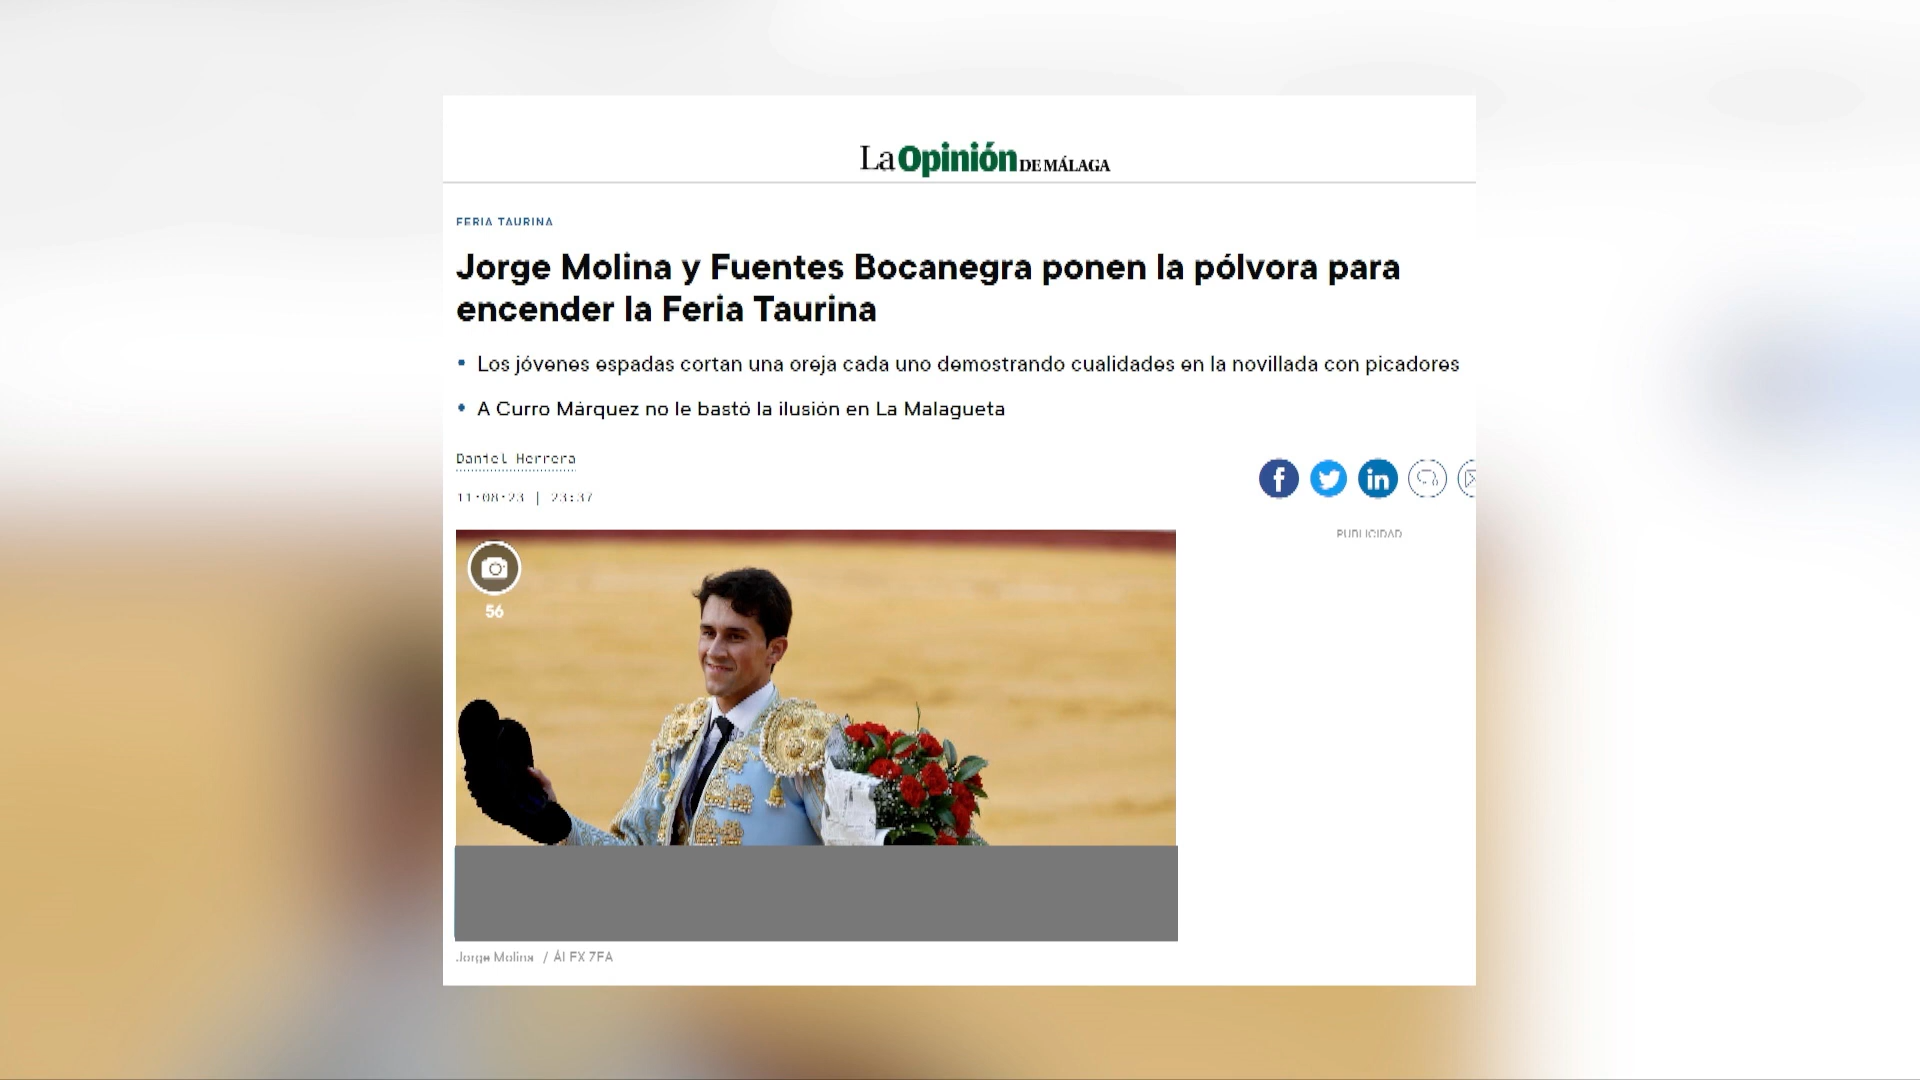 La Opinión DE MÁLAGA
FERIA TAURINA
Jorge Molina y Fuentes Bocanegra ponen la pólvora para
encender la Feria Taurina
• Los jóvenes espadas cortan una oreja cada uno demostrando cualidades en la novillada con picadores
• A Curro Márquez no le bastó la ilusión en La Malagueta
Daniel Herrera
11·08·23 | 23:37
PUBLICIDAD
56
Jorge Molina / ÁLEX ZEA